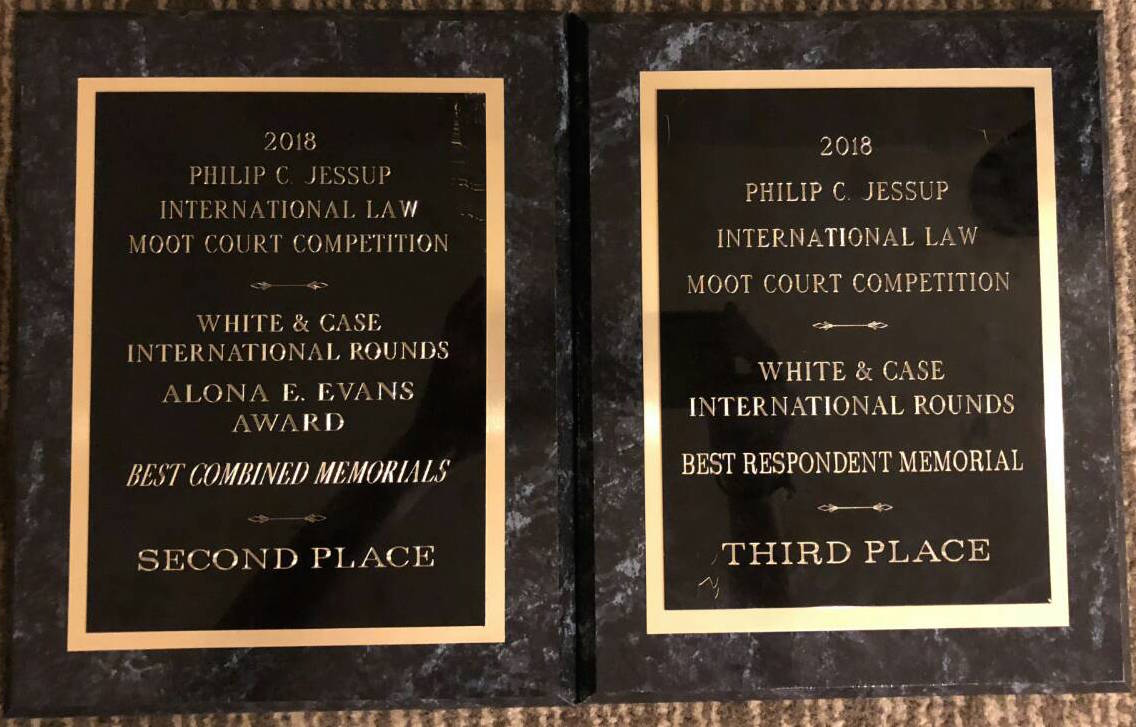 2018
PHILIP C. JESSUP
INTERNATIONAL LAW
MOOT COURT COMPETITION
WHITE & CASE
INTERNATIONAL ROUNDS
ALONA E. EVANS
AWARD
BEST COMBINED MEMORIALS
SECOND PLACE
2018
PHILIP C. JESSUP
INTERNATIONAL LAW
MOOT COURT COMPETITION
WHITE & CASE
INTERNATIONAL ROUNDS
BEST RESPONDENT MEMORIAL
THIRD PLACE